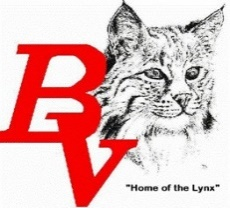 BV
"Home of the Lynx"